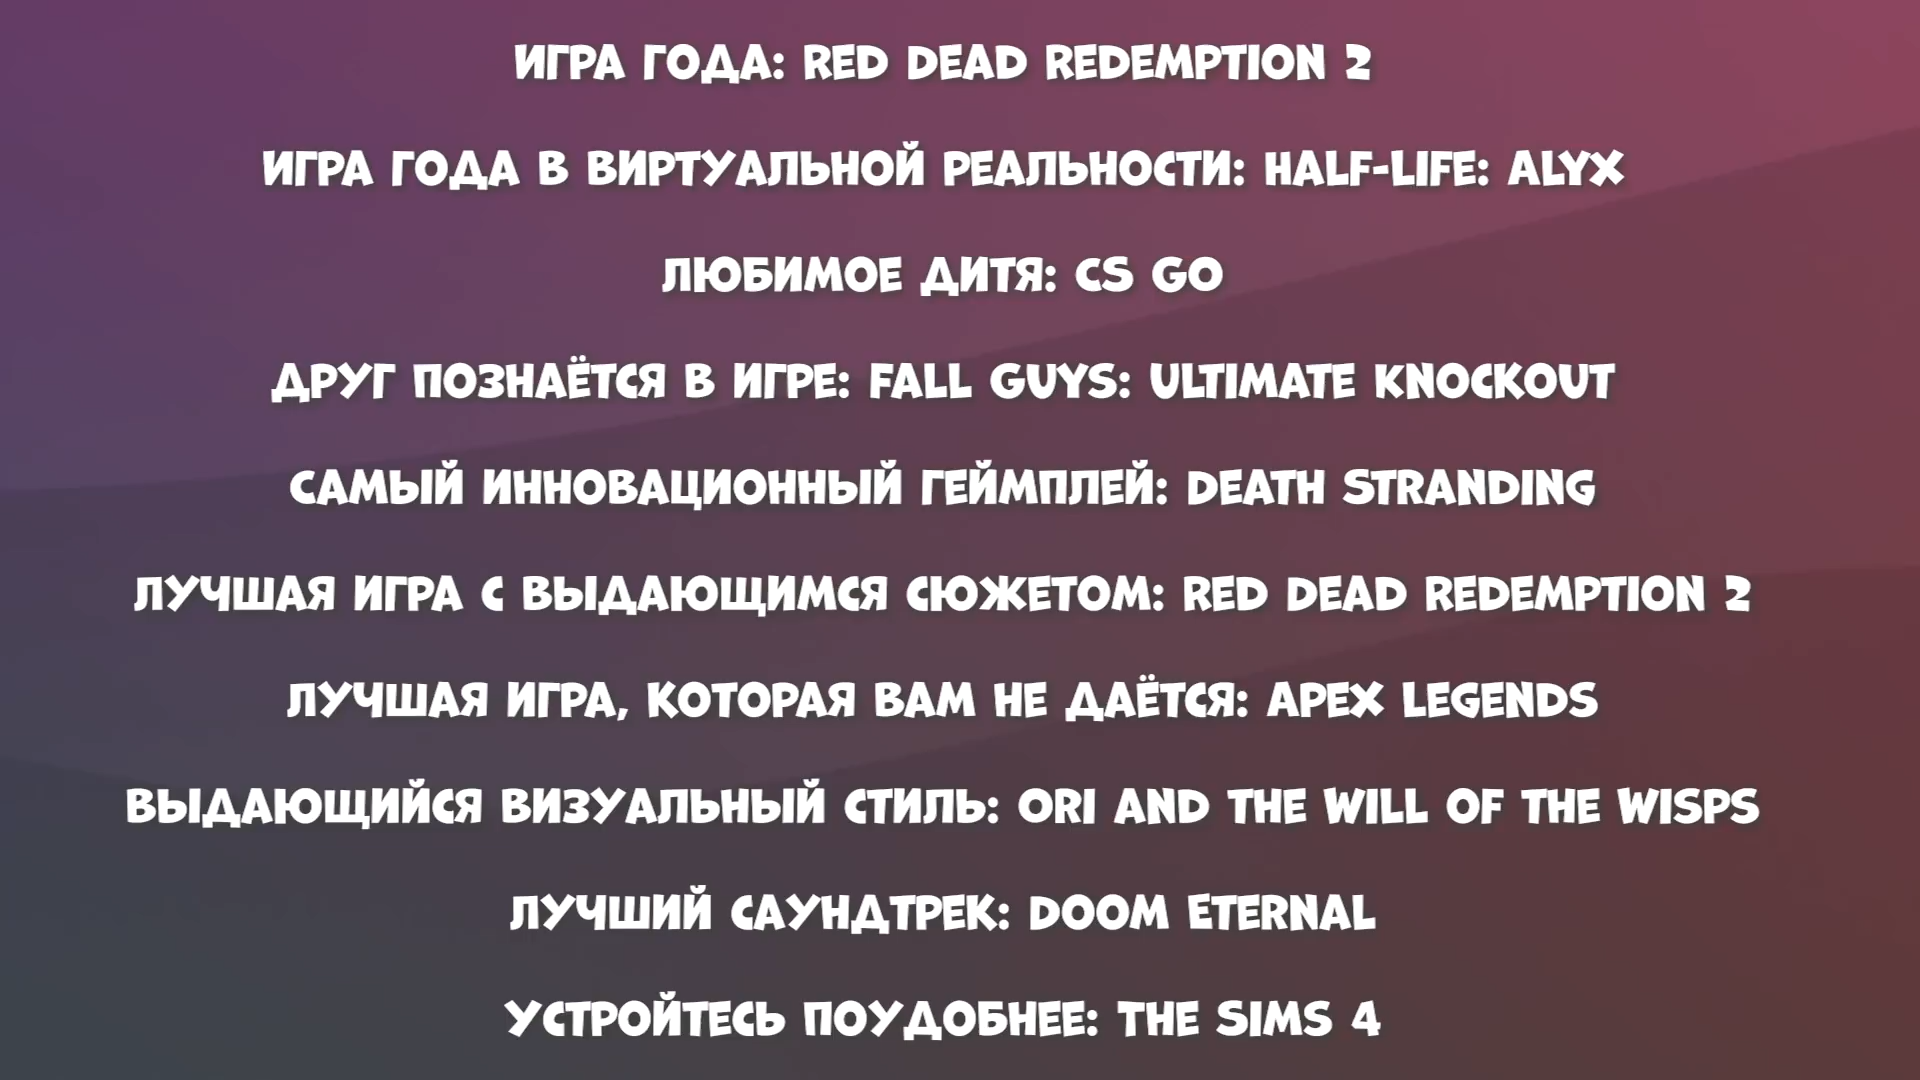 ИГРА ГОДА: RED DEAD REDEMPTION 2
ИГРА ГОДА В ВИРТУАЛЬНОЙ РЕАЛЬНОСТИ: HALF-LIFE: ALYX
ЛЮБИМОЕ ДИТЯ: CS GO
ДРУГ ПОЗНАЁТСЯ В ИГРЕ: FALL GUYS: ULTIMATE KNOCKOUT
САМЫЙ ИННОВАЦИОННЫЙ ГЕЙМПЛЕЙ: DEATH STRANDING
ЛУЧШАЯ ИГРА С ВЫДАЮЩИМСЯ СЮЖЕТОМ: RED DEAD REDEMPTION 2
ЛУЧШАЯ ИГРА, КОТОРАЯ ВАМ НЕ ДАЁТСЯ: APEX LEGENDS
ВЫДАЮЩИЙСЯ ВИЗУАЛЬНЫЙ СТИЛЬ: ORI AND THE WILL OF THE WISPS
ЛУЧШИЙ САУНДТРЕК: DOOM ETERNAL
УСТРОЙТЕСЬ ПОУДОБНЕЕ: THE SIMS 4